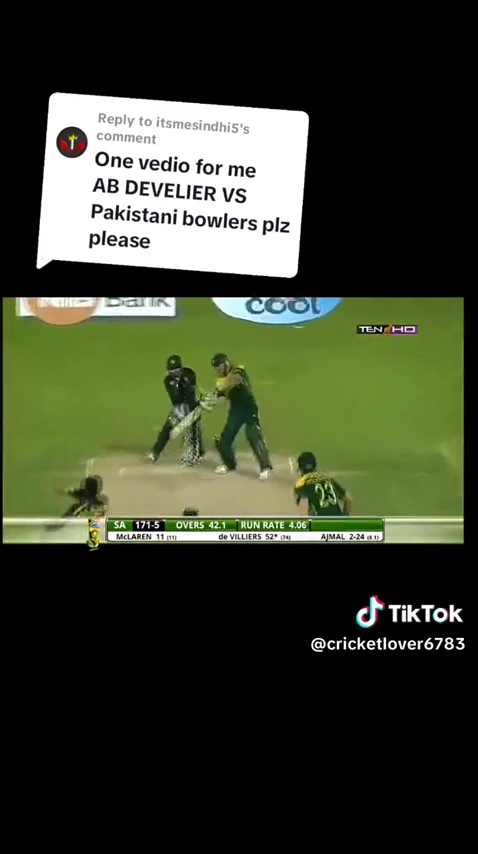 Reply to itsmesindhi5's
comment
One vedio for me
AB DEVELIER VS
Pakistani bowlers plz
please
Bank
cool
TEN HD
23
SA 171-5 OVERS 42.1 RUN RATE 4.06
McLAREN 11 (11) de VILLIERS 52* (74) AJMAL 2-24 (8.1)
TikTok
@cricketlover6783